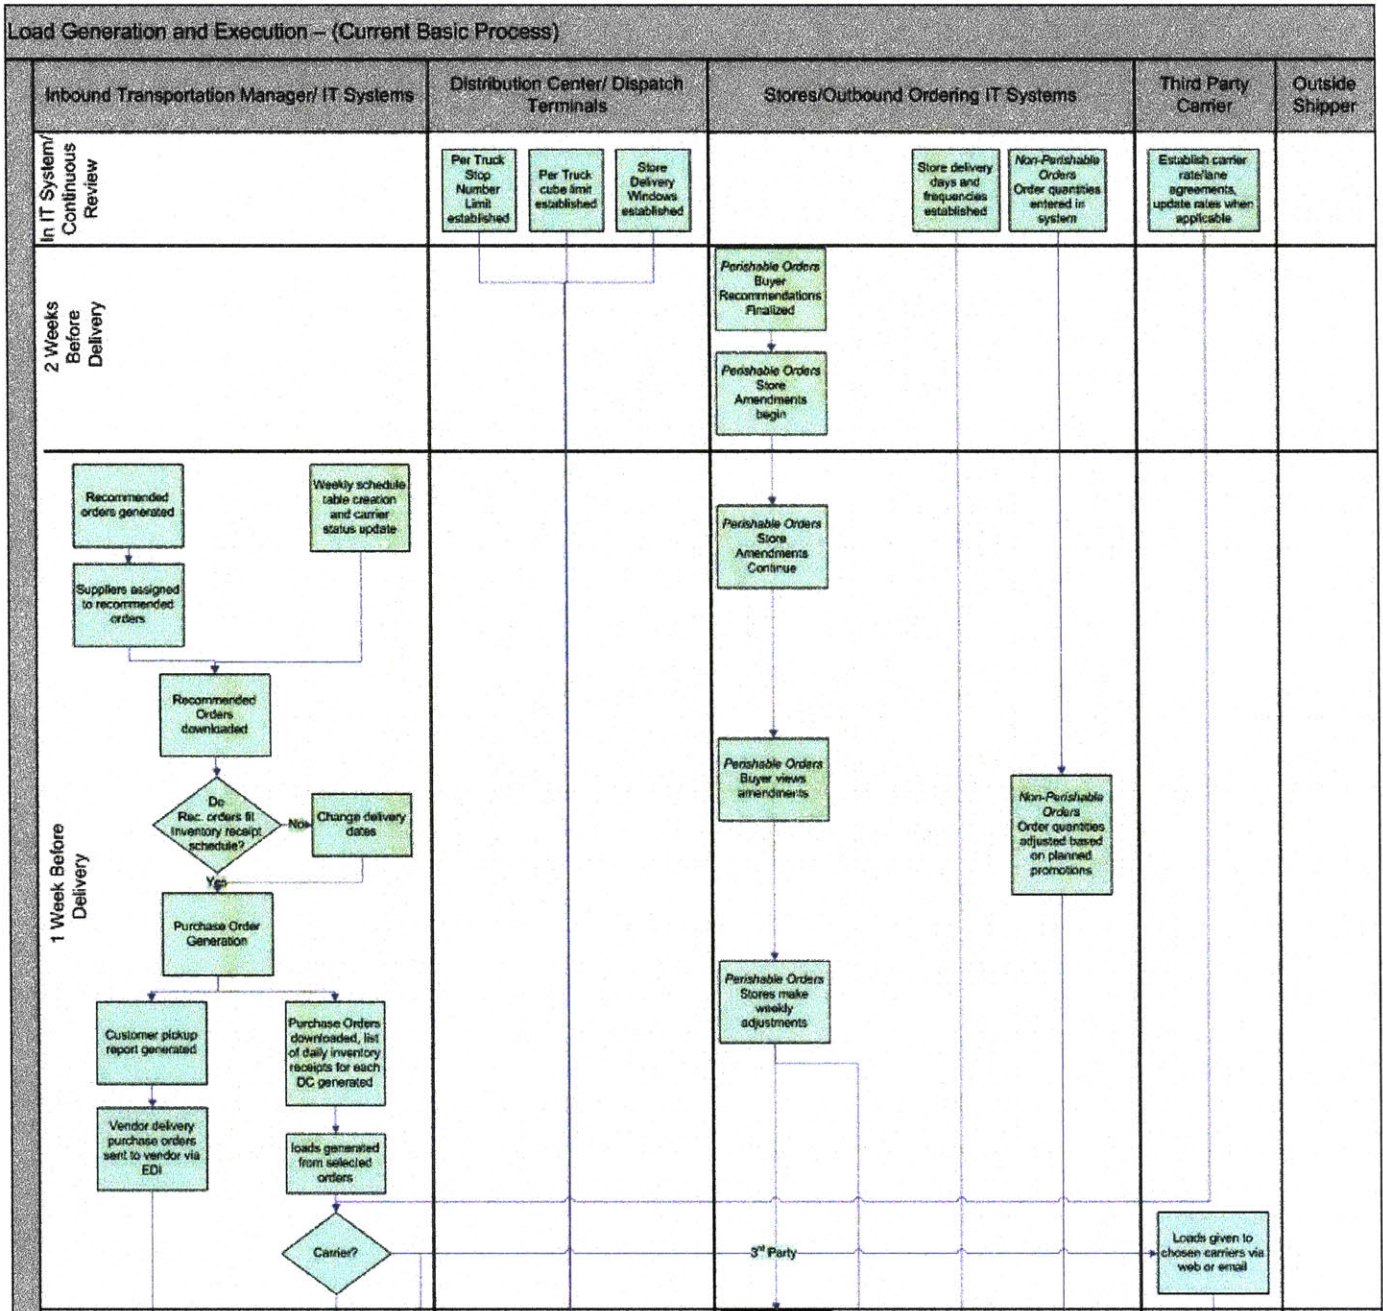 Load Generation and Execution – (Current Basic Process)
Inbound Transportation Manager/ IT Systems
Distribution Center/ Dispatch
Terminals
Stores/Outbound Ordering IT Systems
Third Party
Carrier
Outside
Shipper
In IT System/
Continuous
Review
Per Truck
Stop
Number
Limit
established
Per Truck
cube limit
established
Store
Delivery
Windows
established
Store delivery
days and
frequencies
established
Non-Perishable
Orders
Order quantities
entered in
system
Establish carrier
rate/lane
agreements,
update rates when
applicable
2 Weeks
Before
Delivery
Perishable Orders
Buyer
Recommendations
Finalized
Perishable Orders
Store
Amendments
begin
1 Week Before
Delivery
Recommended
orders generated
Weekly schedule
table creation
and carrier
status update
Perishable Orders
Store
Amendments
Continue
Suppliers assigned
to recommended
orders
Recommended
Orders
downloaded
Perishable Orders
Buyer views
amendments
Do
Rec. orders fit
Inventory receipt
schedule?
No
Change delivery
dates
Non-Perishable
Orders
Order quantities
adjusted based
on planned
promotions
Yes
Purchase Order
Generation
Perishable Orders
Stores make
weekly
adjustments
Customer pickup
report generated
Purchase Orders
downloaded, list
of daily inventory
receipts for each
DC generated
Vendor delivery
purchase orders
sent to vendor via
EDI
loads generated
from selected
orders
Carrier?
3rd Party
Loads given to
chosen carriers via
web or email